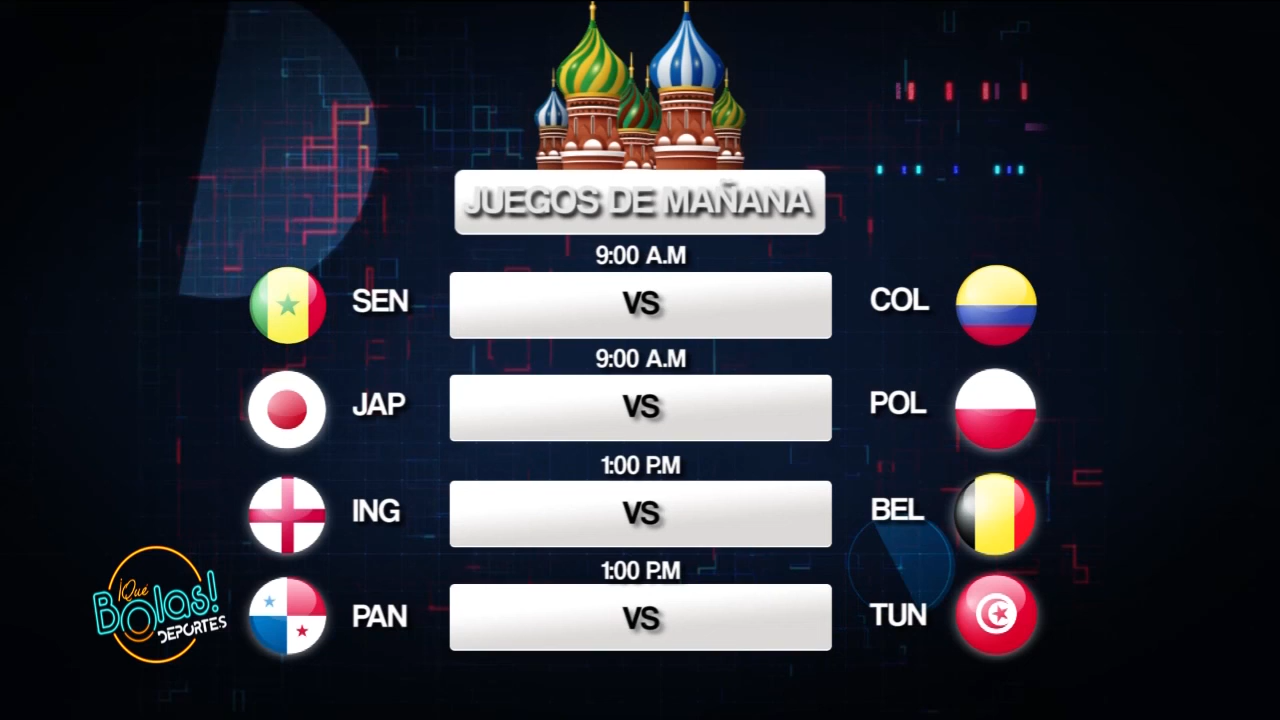 JUEGOS DE MAÑANA
9:00 A.M
SEN VS COL
9:00 A.M
JAP VS POL
1:00 P.M
ING VS BEL
1:00 P.M
PAN VS TUN
¡Qué
Bolas!
DEPORTES